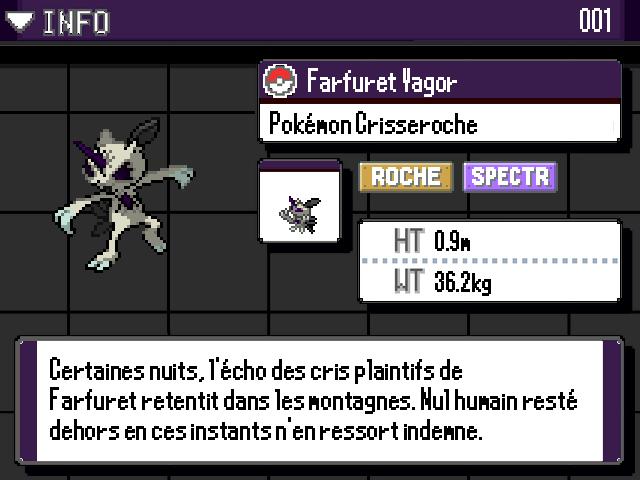 INFO
001
Farfuret Yagor
Pokémon Crisseroche
ROCHE
SPECTR
HT 0.9m
WT 36.2kg
Certaines nuits, l'écho des cris plaintifs de
Farfuret retentit dans les montagnes. Nul humain resté
dehors en ces instants n'en ressort indemne.